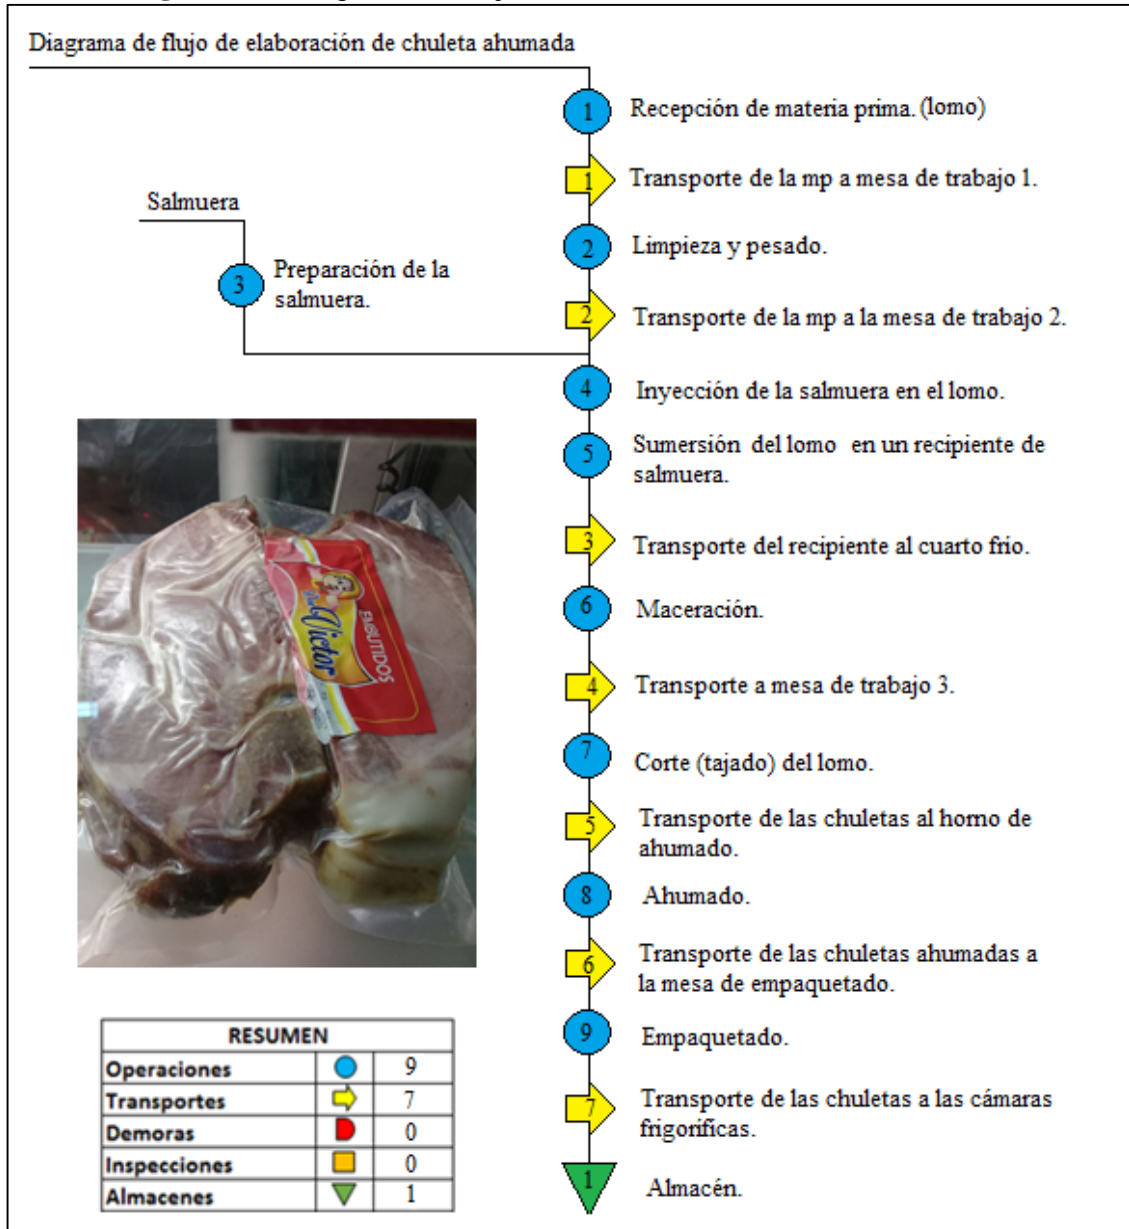 Diagrama de flujo de elaboración de chuleta ahumada
1 Recepción de materia prima. (lomo)
1 Transporte de la mp a mesa de trabajo 1.
Salmuera
2 Limpieza y pesado.
3 Preparación de la
salmuera.
2 Transporte de la mp a la mesa de trabajo 2.
4 Inyección de la salmuera en el lomo.
5 Sumersión del lomo en un recipiente de
salmuera.
3 Transporte del recipiente al cuarto frio.
6 Maceración.
4 Transporte a mesa de trabajo 3.
7 Corte (tajado) del lomo.
5 Transporte de las chuletas al horno de
ahumado.
8 Ahumado.
6 Transporte de las chuletas ahumadas a
la mesa de empaquetado.
9 Empaquetado.
7 Transporte de las chuletas a las cámaras
frigoríficas.
1 Almacén.
EMBUTIDOS
Don Victor
RESUMEN
Operaciones 9
Transportes 7
Demoras 0
Inspecciones 0
Almacenes 1